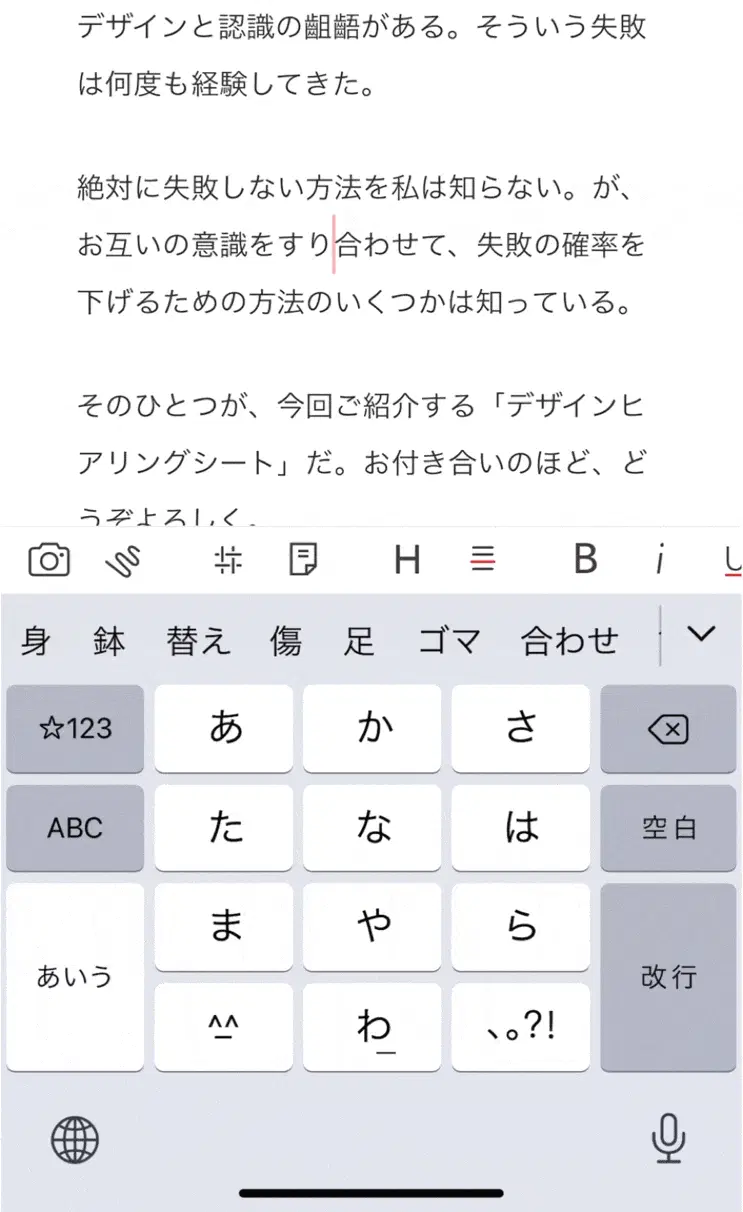 デザインと認識の齟齬がある。そういう失敗
は何度も経験してきた。
絶対に失敗しない方法を私は知らない。が、
お互いの意識をすり合わせて、失敗の確率を
下げるための方法のいくつかは知っている。
そのひとつが、今回ご紹介する「デザインヒ
アリングシート」だ。お付き合いのほど、ど
うぞよろしく。
H B i U
身 鉢 替え 傷 足 ゴマ 合わせ
☆123 あ か さ
ABC た な は 空白
ま や ら
あいう 改行
^^ わ 、。?!